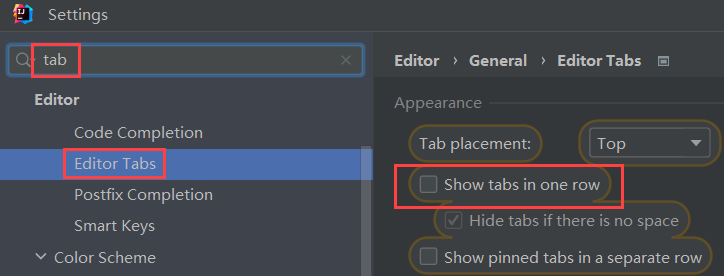 Settings
tab
Editor
Code Completion
Editor Tabs
Postfix Completion
Smart Keys
Color Scheme
Editor › General › Editor Tabs
Appearance
Tab placement: Top
Show tabs in one row
Hide tabs if there is no space
Show pinned tabs in a separate row